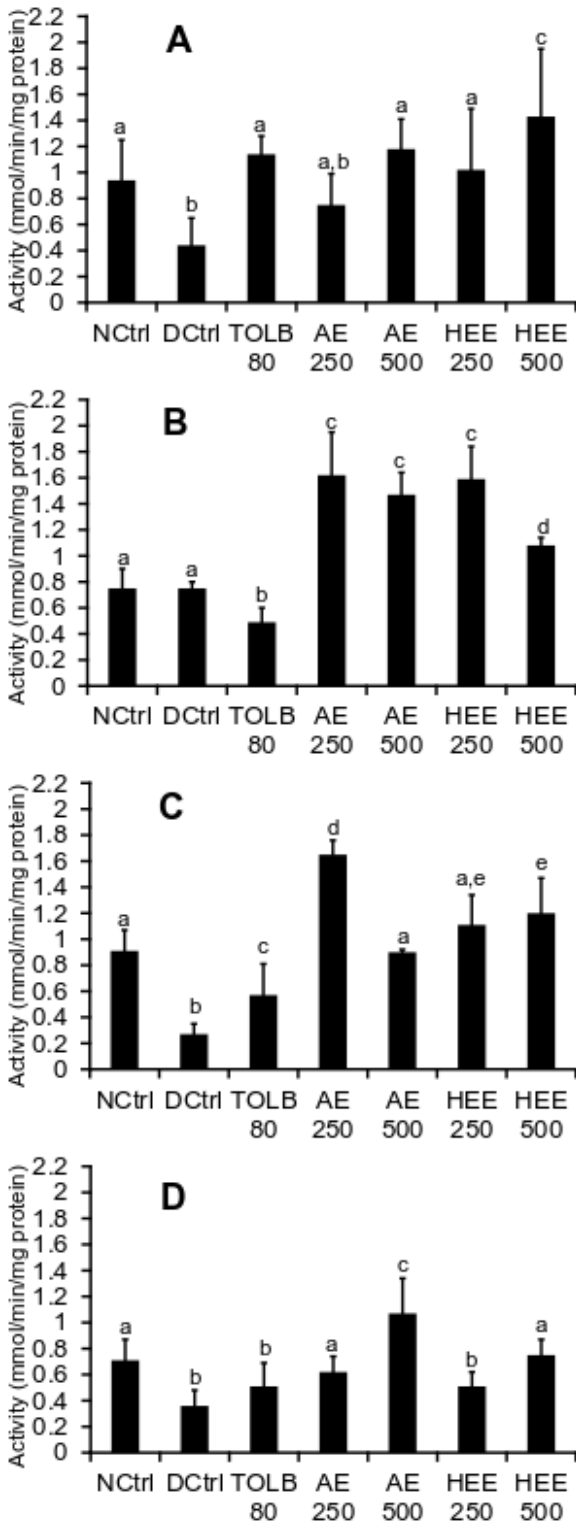 A
Activity (mmol/min/mg protein)
2.2
2
1.8
1.6
1.4
1.2
1
0.8
0.6
0.4
0.2
0
a
b
a
a,b
a
a
c
NCtrl DCtrl TOLB AE AE HEE HEE
80 250 500 250 500
B
Activity (mmol/min/mg protein)
2.2
2
1.8
1.6
1.4
1.2
1
0.8
0.6
0.4
0.2
0
a
a
b
c
c
c
d
NCtrl DCtrl TOLB AE AE HEE HEE
80 250 500 250 500
C
Activity (mmol/min/mg protein)
2.2
2
1.8
1.6
1.4
1.2
1
0.8
0.6
0.4
0.2
0
a
b
c
d
a
a,e
e
NCtrl DCtrl TOLB AE AE HEE HEE
80 250 500 250 500
D
Activity (mmol/min/mg protein)
2.2
2
1.8
1.6
1.4
1.2
1
0.8
0.6
0.4
0.2
0
a
b
b
a
c
b
a
NCtrl DCtrl TOLB AE AE HEE HEE
80 250 500 250 500